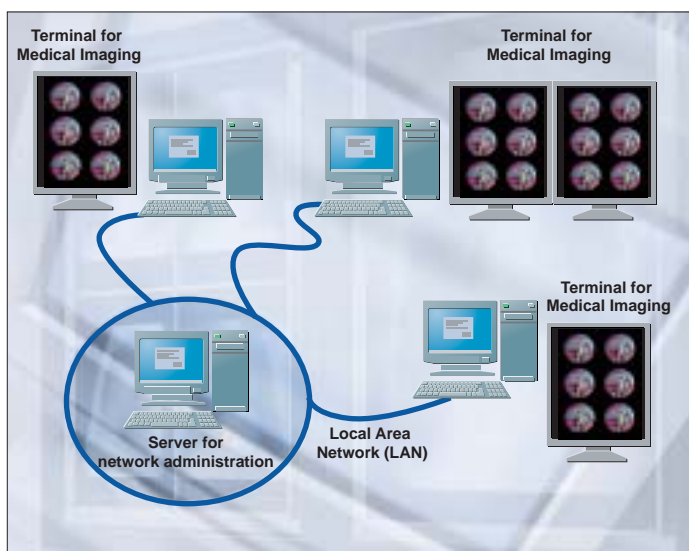 Terminal for
Medical Imaging
Terminal for
Medical Imaging
Terminal for
Medical Imaging
Server for
network administration
Local Area
Network (LAN)